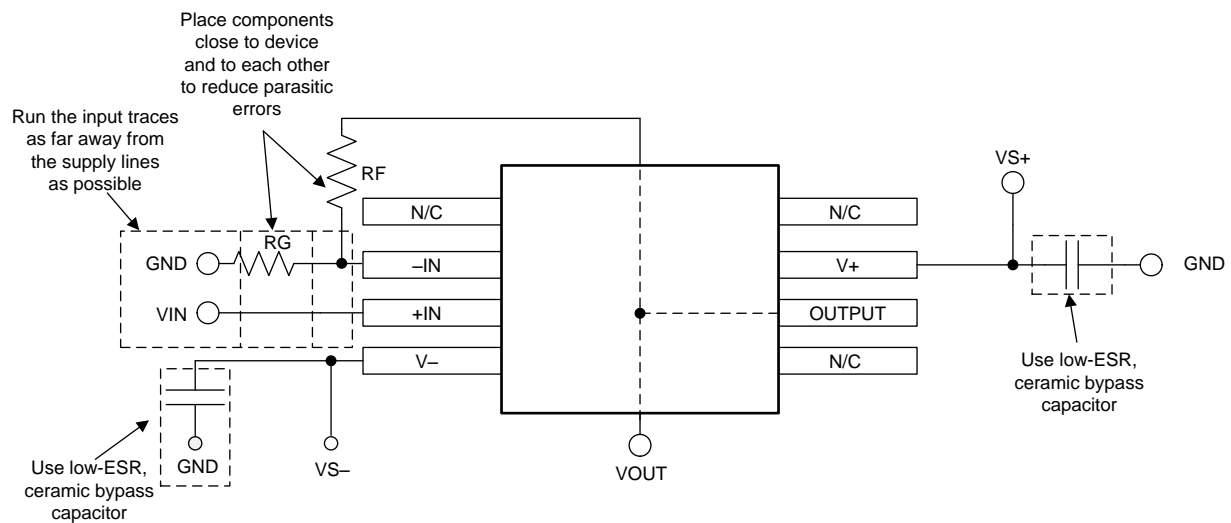 Place components
close to device
and to each other
to reduce parasitic
errors
Run the input traces
as far away from
the supply lines
as possible
RF
VS+
N/C
N/C
RG
GND
–IN
V+
GND
VIN
+IN
OUTPUT
V–
N/C
Use low-ESR,
ceramic bypass
capacitor
GND
VS–
VOUT
Use low-ESR,
ceramic bypass
capacitor